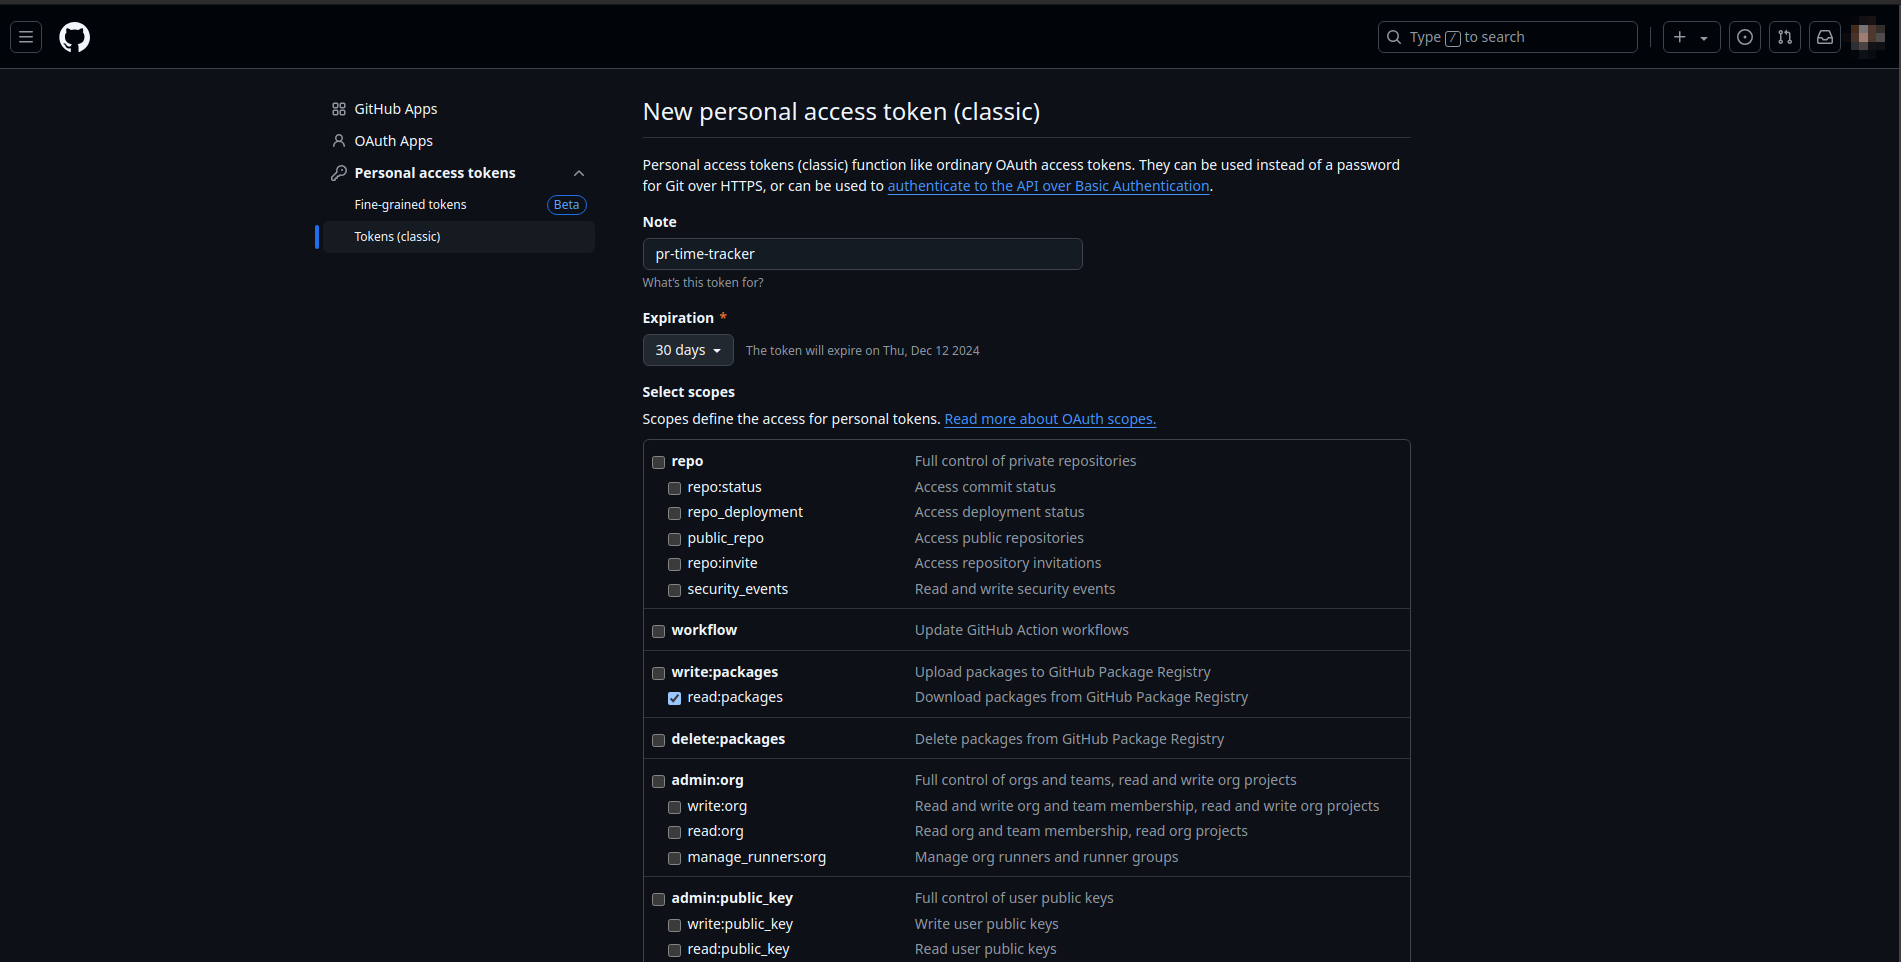 Type / to search
GitHub Apps
OAuth Apps
Personal access tokens
Fine-grained tokens Beta
Tokens (classic)
New personal access token (classic)
Personal access tokens (classic) function like ordinary OAuth access tokens. They can be used instead of a password
for Git over HTTPS, or can be used to authenticate to the API over Basic Authentication.
Note
pr-time-tracker
What's this token for?
Expiration *
30 days The token will expire on Thu, Dec 12 2024
Select scopes
Scopes define the access for personal tokens. Read more about OAuth scopes.
repo Full control of private repositories
repo:status Access commit status
repo_deployment Access deployment status
public_repo Access public repositories
repo:invite Access repository invitations
security_events Read and write security events
workflow Update GitHub Action workflows
write:packages Upload packages to GitHub Package Registry
read:packages Download packages from GitHub Package Registry
delete:packages Delete packages from GitHub Package Registry
admin:org Full control of orgs and teams, read and write org projects
write:org Read and write org and team membership, read and write org projects
read:org Read org and team membership, read org projects
manage_runners:org Manage org runners and runner groups
admin:public_key Full control of user public keys
write:public_key Write user public keys
read:public_key Read user public keys